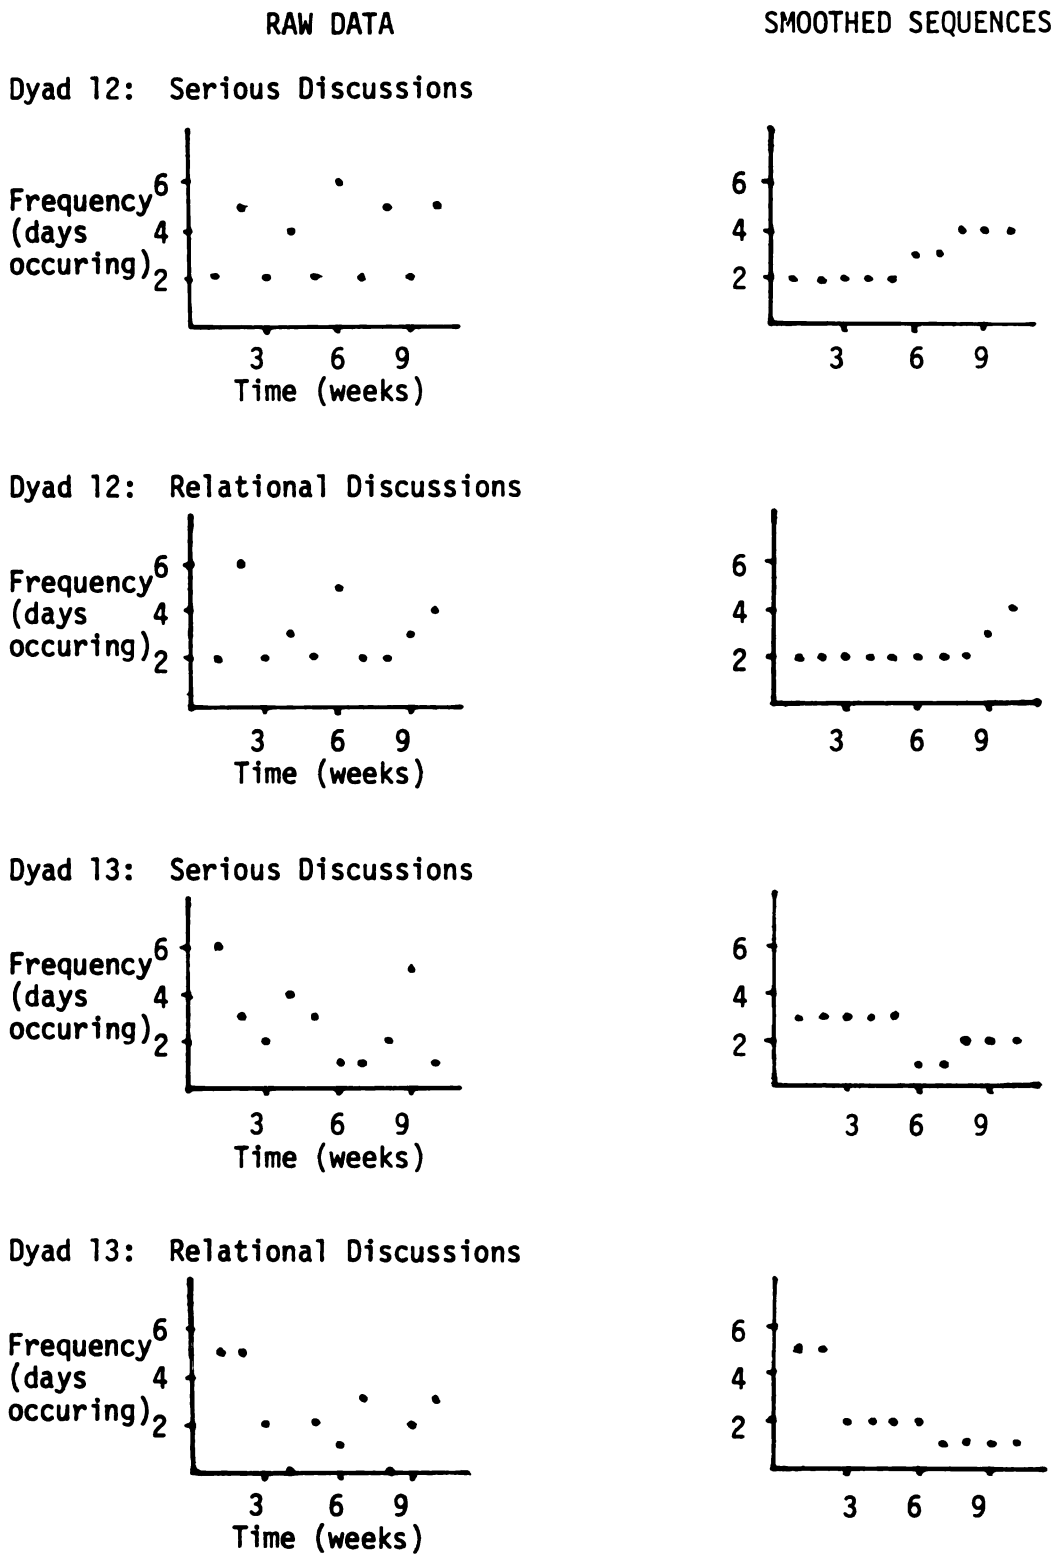 RAW DATA SMOOTHED SEQUENCES
Dyad 12: Serious Discussions
Frequency
(days
occuring)
6
4
2
3 6 9
Time (weeks)
6
4
2
3 6 9
Dyad 12: Relational Discussions
Frequency
(days
occuring)
6
4
2
3 6 9
Time (weeks)
6
4
2
3 6 9
Dyad 13: Serious Discussions
Frequency
(days
occuring)
6
4
2
3 6 9
Time (weeks)
6
4
2
3 6 9
Dyad 13: Relational Discussions
Frequency
(days
occuring)
6
4
2
3 6 9
Time (weeks)
6
4
2
3 6 9